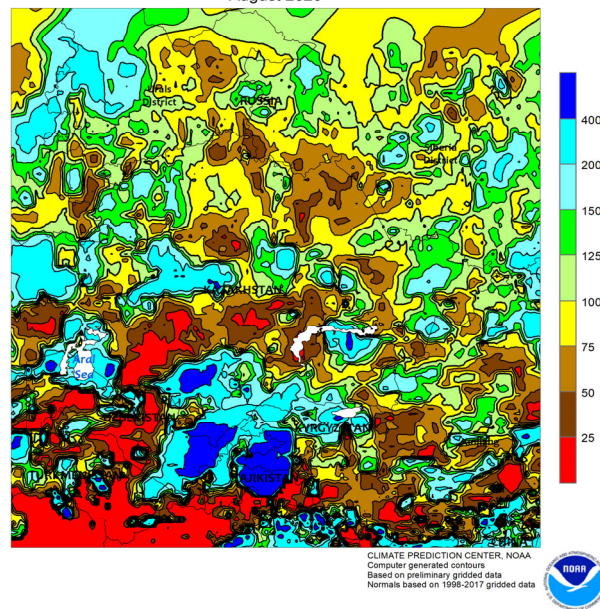 Urals
District
RUSSIA
Siberia
District
KAZAKHSTAN
Aral
Sea
KYRGYZSTAN
TAJIKISTAN
CHINA
400
200
150
125
100
75
50
25
CLIMATE PREDICTION CENTER, NOAA
Computer generated contours
Based on preliminary gridded data
Normals based on 1998-2017 gridded data
NOAA